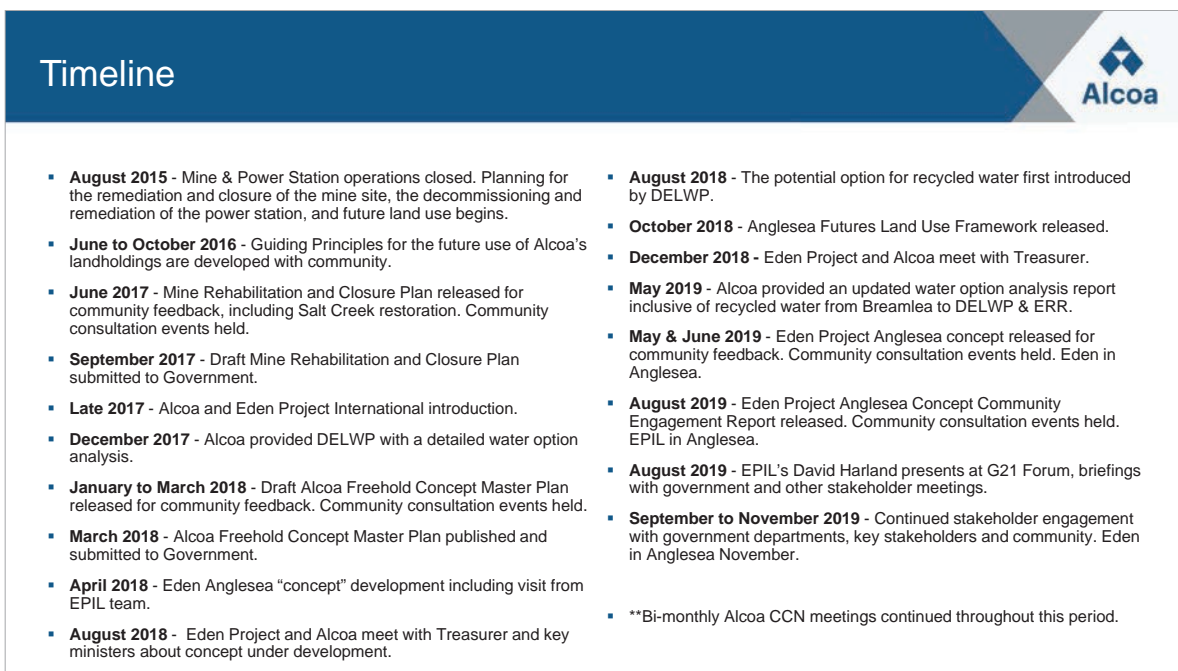 Timeline
Alcoa
▪ August 2015 - Mine & Power Station operations closed. Planning for
the remediation and closure of the mine site, the decommissioning and
remediation of the power station, and future land use begins.
▪ June to October 2016 - Guiding Principles for the future use of Alcoa's
landholdings are developed with community.
▪ June 2017 - Mine Rehabilitation and Closure Plan released for
community feedback, including Salt Creek restoration. Community
consultation events held.
▪ September 2017 - Draft Mine Rehabilitation and Closure Plan
submitted to Government.
▪ Late 2017 - Alcoa and Eden Project International introduction.
▪ December 2017 - Alcoa provided DELWP with a detailed water option
analysis.
▪ January to March 2018 - Draft Alcoa Freehold Concept Master Plan
released for community feedback. Community consultation events held.
▪ March 2018 - Alcoa Freehold Concept Master Plan published and
submitted to Government.
▪ April 2018 - Eden Anglesea “concept” development including visit from
EPIL team.
▪ August 2018 - Eden Project and Alcoa meet with Treasurer and key
ministers about concept under development.
▪ August 2018 - The potential option for recycled water first introduced
by DELWP.
▪ October 2018 - Anglesea Futures Land Use Framework released.
▪ December 2018 - Eden Project and Alcoa meet with Treasurer.
▪ May 2019 - Alcoa provided an updated water option analysis report
inclusive of recycled water from Breamlea to DELWP & ERR.
▪ May & June 2019 - Eden Project Anglesea concept released for
community feedback. Community consultation events held. Eden in
Anglesea.
▪ August 2019 - Eden Project Anglesea Concept Community
Engagement Report released. Community consultation events held.
EPIL in Anglesea.
▪ August 2019 - EPIL's David Harland presents at G21 Forum, briefings
with government and other stakeholder meetings.
▪ September to November 2019 - Continued stakeholder engagement
with government departments, key stakeholders and community. Eden
in Anglesea November.
▪ **Bi-monthly Alcoa CCN meetings continued throughout this period.